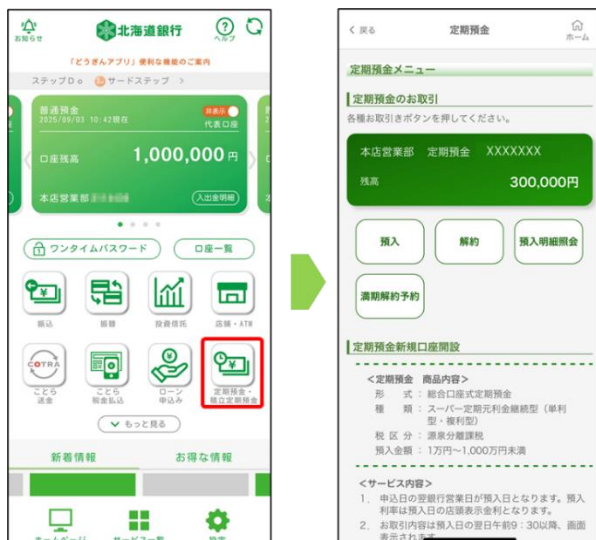 お知らせ
北海道銀行
ヘルプ
「どうぎんアプリ」便利な機能のご案内
ステップDo サードステップ >
普通預金
2025/09/03 10:42現在
非表示
代表口座
口座残高 1,000,000 円
本店営業部
入出金明細
ワンタイムパスワード
口座一覧
振込
振替
投資信託
店舗・ATM
COTRA
ことら
送金
ことら
税金払込
ローン
申込み
定期預金・
積立定期預金
もっと見る
新着情報
お得な情報
ホームページ
サービス一覧
設定
戻る
定期預金
ホーム
定期預金メニュー
定期預金のお取引
各種お取引きボタンを押してください。
本店営業部 定期預金 XXXXXXX
残高 300,000円
預入
解約
預入明細照会
満期解約予約
定期預金新規口座開設
<定期預金 商品内容>
形 式 : 総合口座式定期預金
種 類 : スーパー定期元利金継続型（単利
型・複利型）
税 区 分 : 源泉分離課税
預入金額 : 1万円~1,000万円未満
<サービス内容>
1. 申込日の翌銀行営業日が預入日となります。預入
利率は預入日の店頭表示金利となります。
2. お取引内容は預入日の翌日午前9:30以降、画面
表示されます